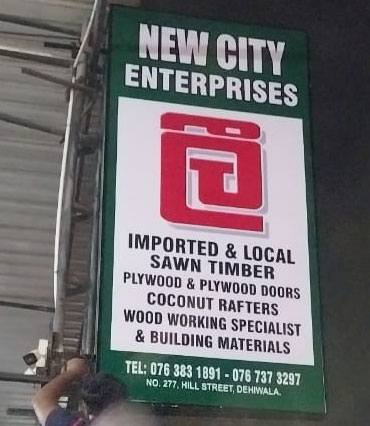 NEW CITY
ENTERPRISES
IMPORTED & LOCAL
SAWN TIMBER
PLYWOOD & PLYWOOD DOORS
COCONUT RAFTERS
WOOD WORKING SPECIALIST
& BUILDING MATERIALS
TEL: 076 383 1891 - 076 737 3297
NO. 277, HILL STREET, DEHIWALA.